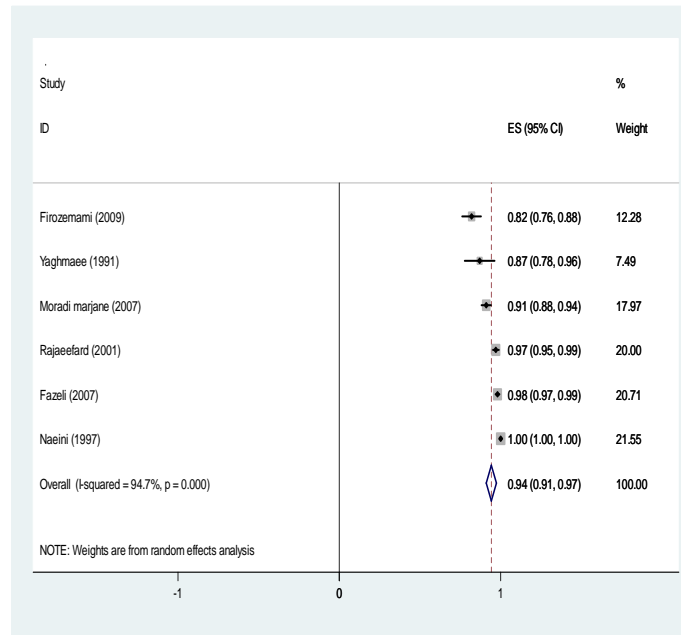 Study %
ID ES (95% CI) Weight
Firozemami (2009) 0.82 (0.76, 0.88) 12.28
Yaghmaee (1991) 0.87 (0.78, 0.96) 7.49
Moradi marjane (2007) 0.91 (0.88, 0.94) 17.97
Rajaeefard (2001) 0.97 (0.95, 0.99) 20.00
Fazeli (2007) 0.98 (0.97, 0.99) 20.71
Naeini (1997) 1.00 (1.00, 1.00) 21.55
Overall (I-squared = 94.7%, p = 0.000) 0.94 (0.91, 0.97) 100.00
NOTE: Weights are from random effects analysis
-1 0 1